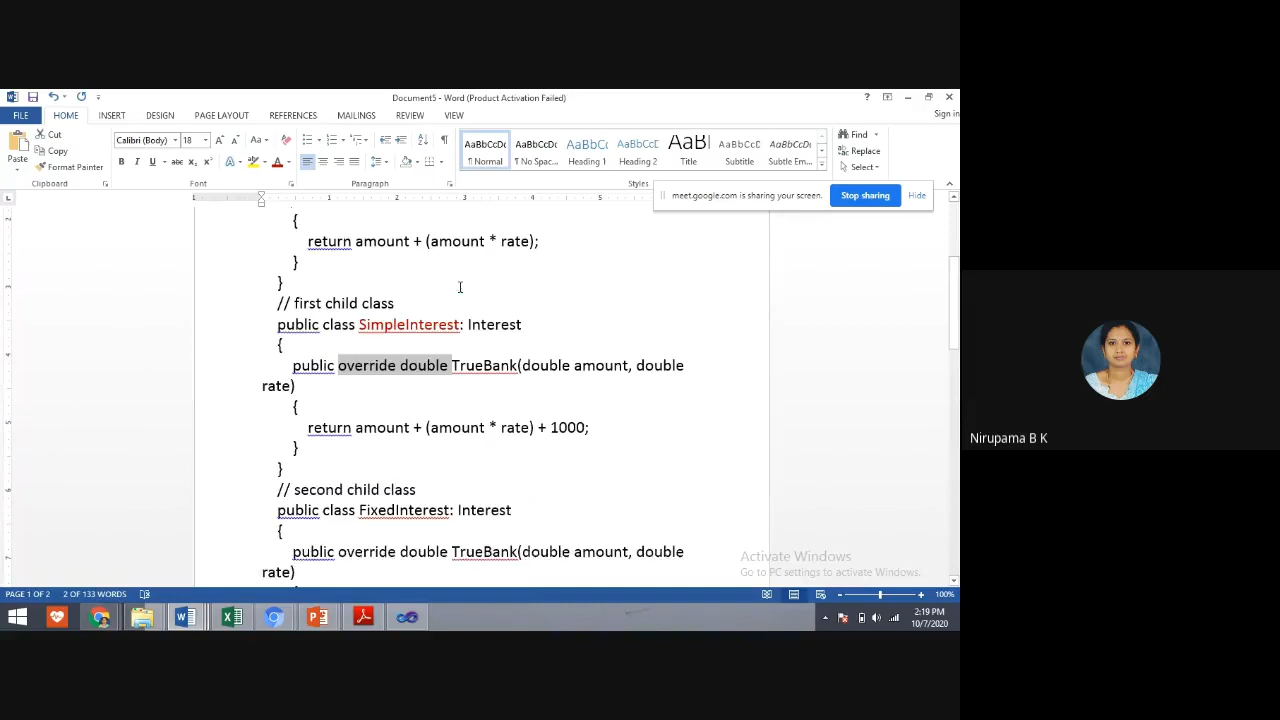 Document5 - Word (Product Activation Failed)
FILE HOME INSERT DESIGN PAGE LAYOUT REFERENCES MAILINGS REVIEW VIEW Sign in
Paste Cut Copy Format Painter
Calibri (Body) 18
AaBbCcDc AaBbCcDc AaBbCc AaBbCcD AaBl AaBbCcD AaBbCcDc
¶ Normal ¶ No Spac... Heading 1 Heading 2 Title Subtitle Subtle Em...
Find
Replace
Select
Clipboard Font Paragraph Styles
meet.google.com is sharing your screen. Stop sharing Hide
{
return amount + (amount * rate);
}
}
// first child class
public class SimpleInterest: Interest
{
public override double TrueBank(double amount, double
rate)
{
return amount + (amount * rate) + 1000;
}
}
// second child class
public class FixedInterest: Interest
{
public override double TrueBank(double amount, double
rate)
Activate Windows
Go to PC settings to activate Windows.
PAGE 1 OF 2 2 OF 133 WORDS 100%
2:19 PM
10/7/2020
Nirupama B K